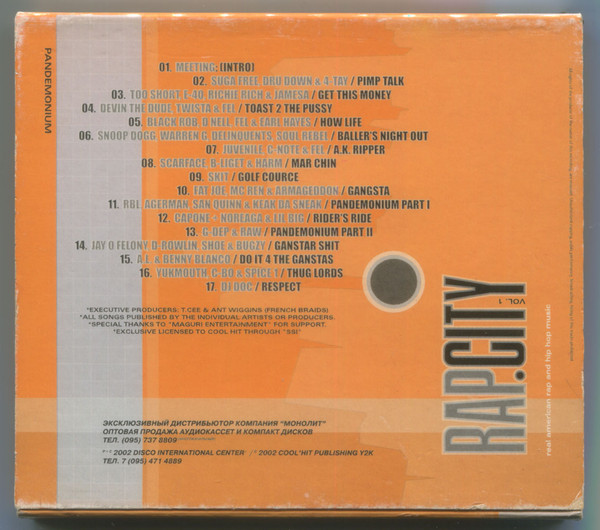 PANDEMONIUM
01. MEETING: (INTRO)
02. SUGA FREE, DRU DOWN & 4-TAY / PIMP TALK
03. TOO SHORT, E-40, RICHIE RICH & JAMESA / GET THIS MONEY
04. DEVIN THE DUDE, TWISTA & FEL / TOAST 2 THE PUSSY
05. BLACK ROB, D NELL, FEL & EARL HAYES / HOW LIFE
06. SNOOP DOGG, WARREN G, DELINQUENTS, SOUL REBEL / BALLER'S NIGHT OUT
07. JUVENILE, C-NOTE & FEL / A.K. RIPPER
08. SCARFACE, B-LIGET & HARM / MAR CHIN
09. SKIT / GOLF COURCE
10. FAT JOE, MC REN & ARMAGEDDON / GANGSTA
11. RBL, AGERMAN, SAN QUINN & KEAK DA SNEAK / PANDEMONIUM PART I
12. CAPONE - NOREAGA & LIL BIG / RIDER'S RIDE
13. G-DEP & RAW / PANDEMONIUM PART II
14. JAY O FELONY, D-ROWLIN, SHOE & BUGZY / GANSTAR SHIT
15. A L. & BENNY BLANCO / DO IT 4 THE GANSTAS
16. YUKMOUTH, C-BO & SPICE 1 / THUG LORDS
17. DJ DOC / RESPECT
*EXECUTIVE PRODUCERS: T.CEE & ANT WIGGINS (FRENCH BRAIDS)
*ALL SONGS PUBLISHED BY THE INDIVIDUAL ARTISTS OR PRODUCERS.
*SPECIAL THANKS TO "MAGURI ENTERTAINMENT" FOR SUPPORT.
*EXCLUSIVE LICENSED TO COOL HIT THROUGH "SSI"
RAP.CITY
VOL. 1
real american rap and hip hop music
ЭКСКЛЮЗИВНЫЙ ДИСТРИБЬЮТОР КОМПАНИЯ "МОНОЛИТ"
ОПТОВАЯ ПРОДАЖА АУДИОКАССЕТ И КОМПАКТ ДИСКОВ
ТЕЛ. (095) 737 8809
2002 DISCO INTERNATIONAL CENTER / 2002 COOL'HIT PUBLISHING Y2K
ТЕЛ. 7 (095) 471 4889